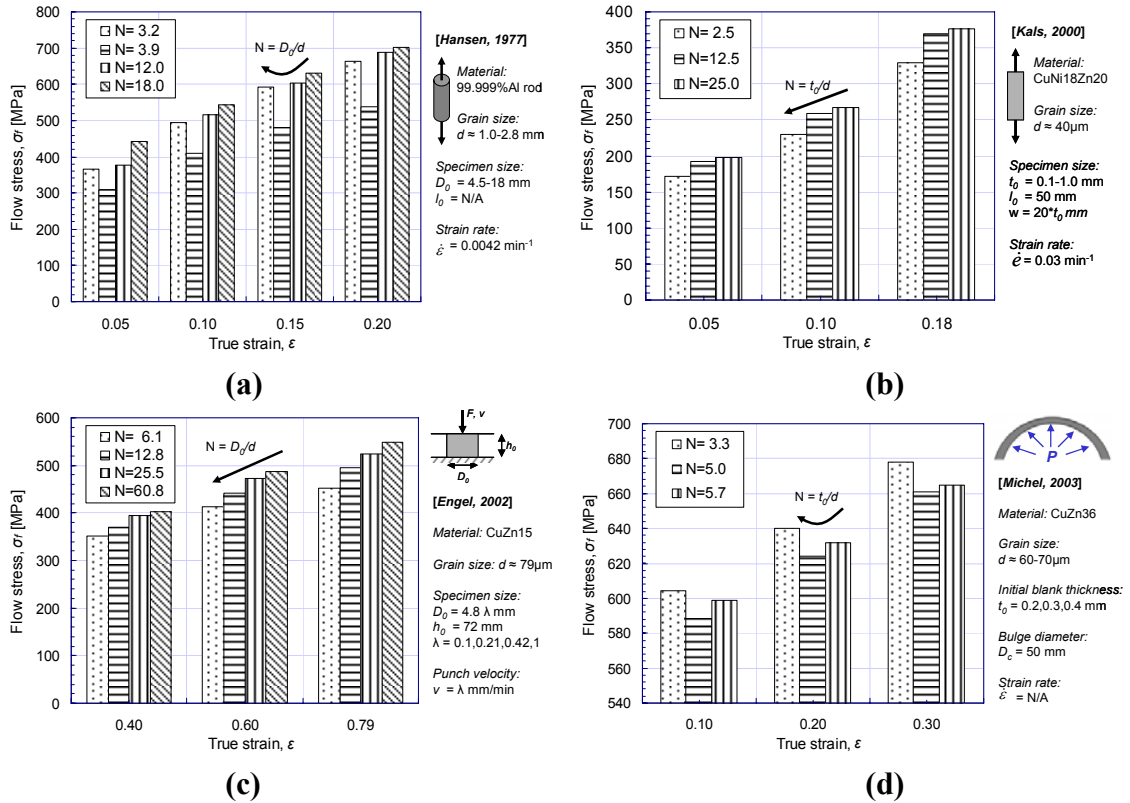 N= 3.2
N= 3.9
N=12.0
N=18.0
N = D0/d
Flow stress, σf [MPa]
800
700
600
500
400
300
200
100
0
0.05 0.10 0.15 0.20
True strain, ε
[Hansen, 1977]
Material:
99.999%Al rod
Grain size:
d ≈ 1.0-2.8 mm
Specimen size:
D0 = 4.5-18 mm
l0 = N/A
Strain rate:
ε̇ = 0.0042 min-1
(a)
N= 2.5
N=12.5
N=25.0
N = t0/d
Flow stress, σf [MPa]
400
350
300
250
200
150
100
50
0
0.05 0.10 0.18
True strain, ε
[Kals, 2000]
Material:
CuNi18Zn20
Grain size:
d ≈ 40μm
Specimen size:
t0 = 0.1-1.0 mm
l0 = 50 mm
w = 20*t0 mm
Strain rate:
ė = 0.03 min-1
(b)
N= 6.1
N=12.8
N=25.5
N=60.8
N = D0/d
Flow stress, σf [MPa]
600
500
400
300
200
100
0
0.40 0.60 0.79
True strain, ε
F, v
h0
D0
[Engel, 2002]
Material: CuZn15
Grain size: d ≈ 79μm
Specimen size:
D0 = 4.8 λ mm
h0 = 72 mm
λ = 0.1,0.21,0.42,1
Punch velocity:
v = λ mm/min
(c)
N= 3.3
N=5.0
N=5.7
N = t0/d
Flow stress, σf [MPa]
700
680
660
640
620
600
580
560
540
0.10 0.20 0.30
True strain, ε
P
[Michel, 2003]
Material: CuZn36
Grain size:
d ≈ 60-70μm
Initial blank thickness:
t0 = 0.2,0.3,0.4 mm
Bulge diameter:
Dc = 50 mm
Strain rate:
ε̇ = N/A
(d)